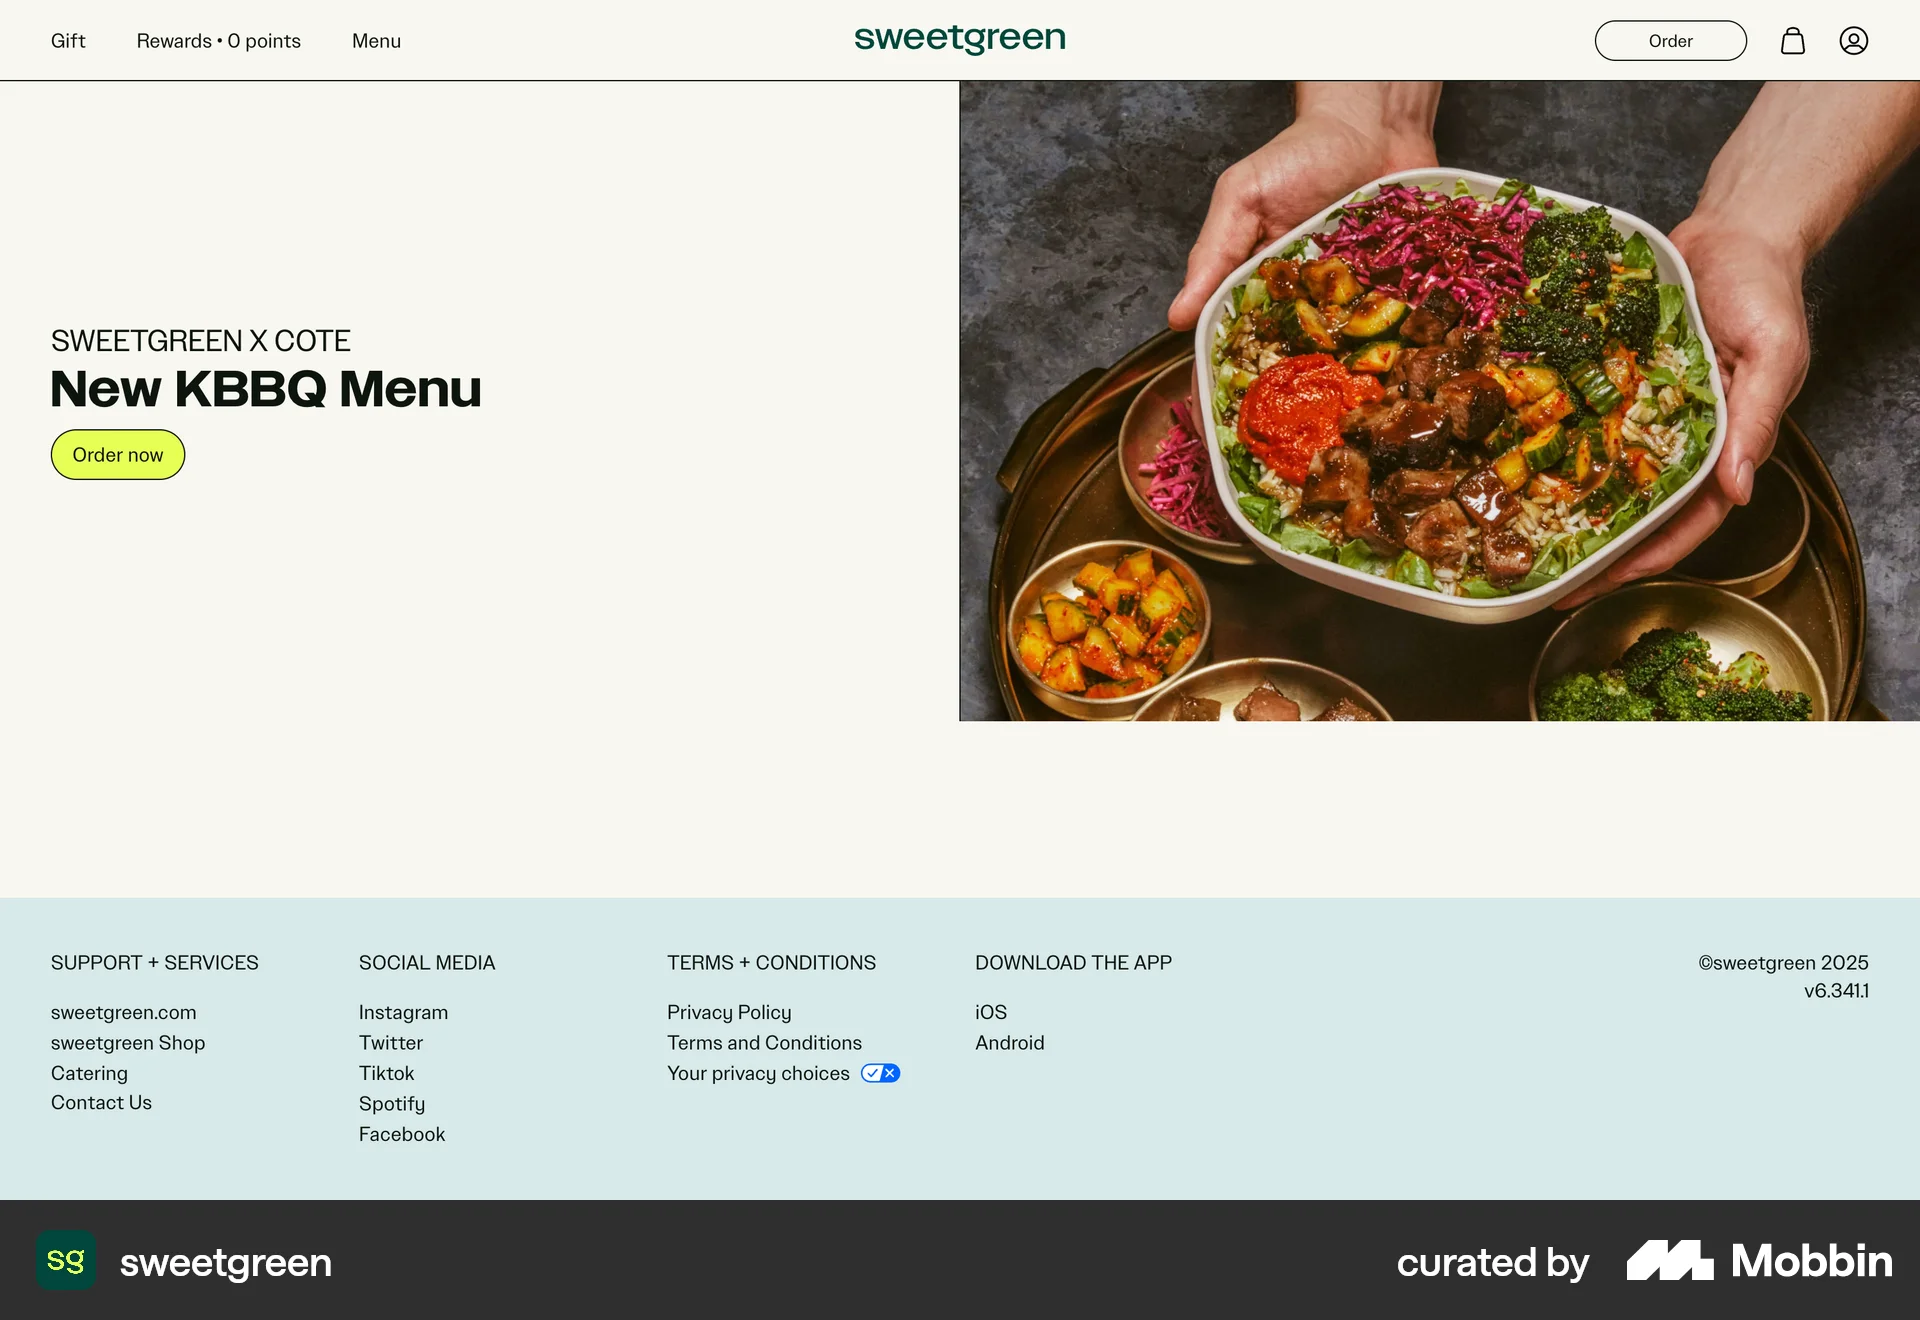 Gift
Rewards • 0 points
Menu
sweetgreen
Order
SWEETGREEN X COTE
New KBBQ Menu
Order now
SUPPORT + SERVICES
sweetgreen.com
sweetgreen Shop
Catering
Contact Us
SOCIAL MEDIA
Instagram
Twitter
Tiktok
Spotify
Facebook
TERMS + CONDITIONS
Privacy Policy
Terms and Conditions
Your privacy choices
DOWNLOAD THE APP
iOS
Android
©sweetgreen 2025
v6.341.1
sg
sweetgreen
curated by
Mobbin